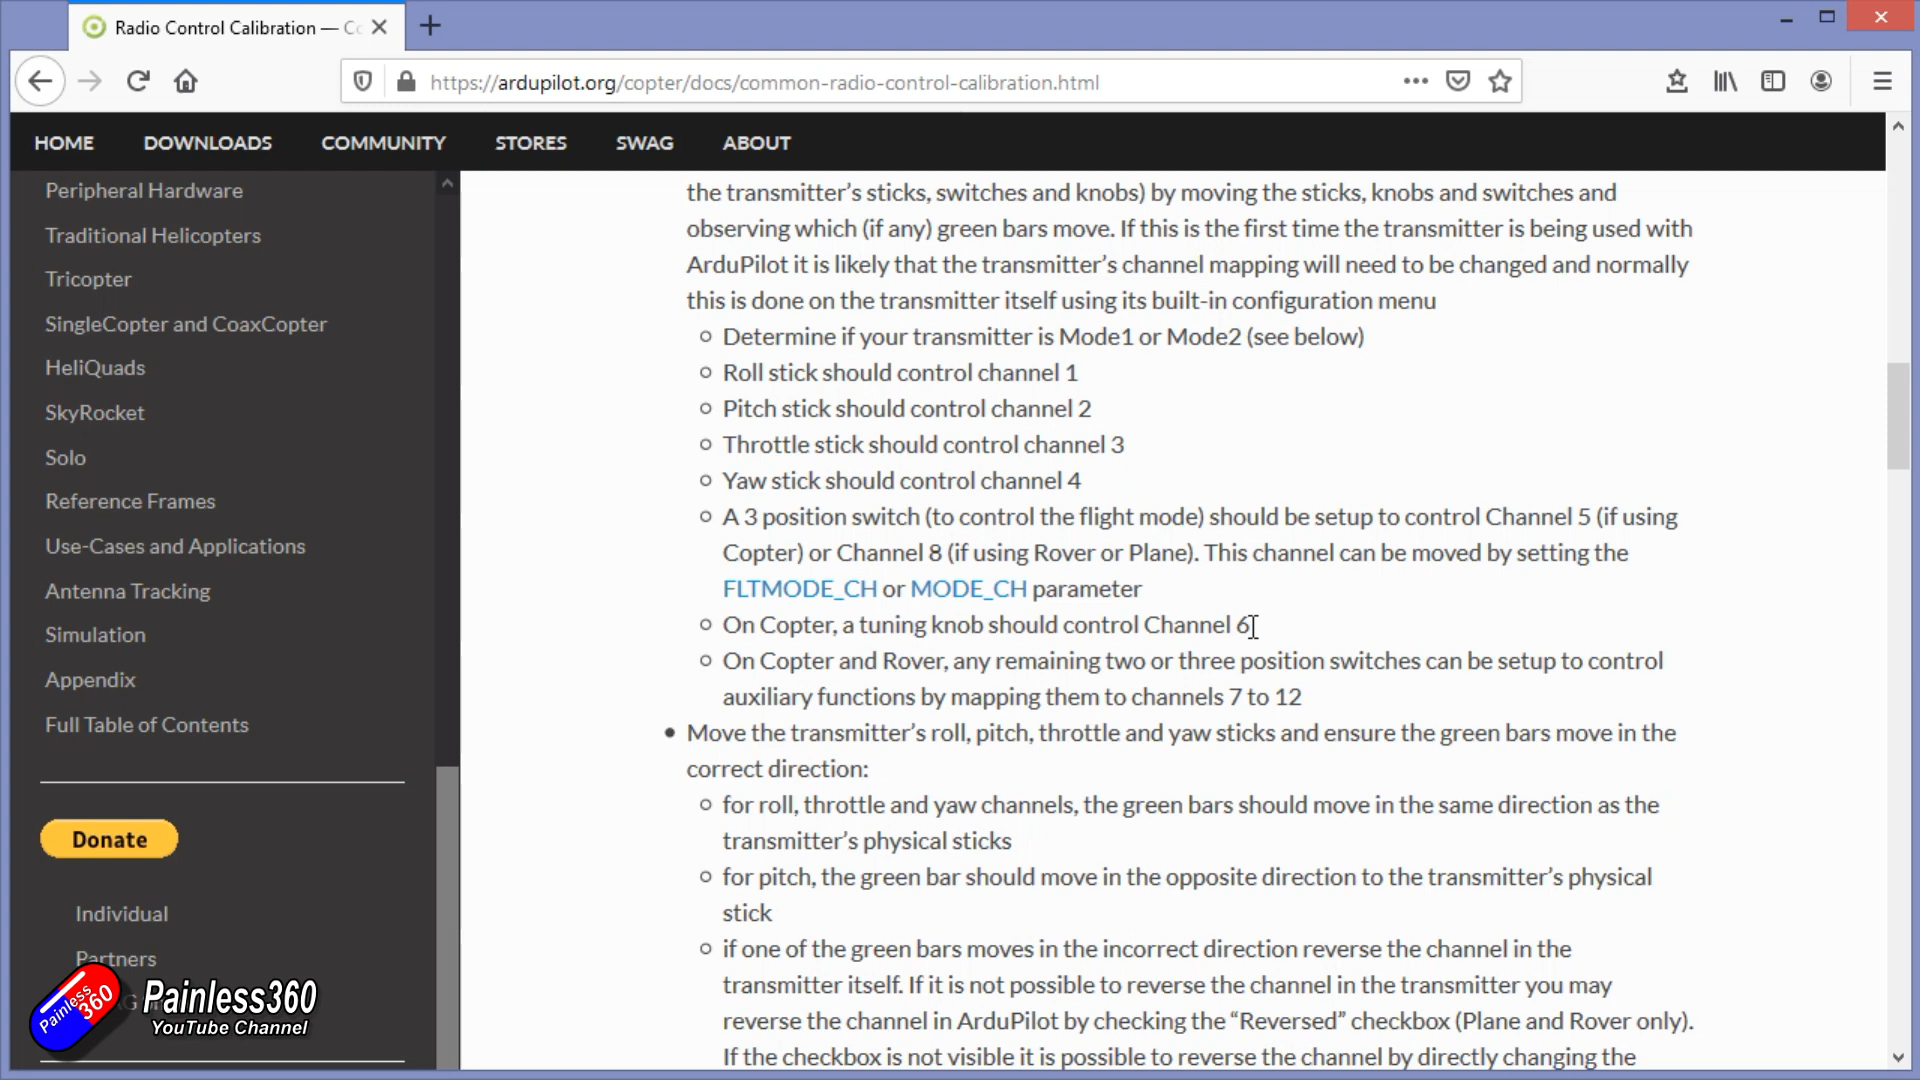 Radio Control Calibration — Co
https://ardupilot.org/copter/docs/common-radio-control-calibration.html
HOME DOWNLOADS COMMUNITY STORES SWAG ABOUT
Peripheral Hardware
Traditional Helicopters
Tricopter
SingleCopter and CoaxCopter
HeliQuads
SkyRocket
Solo
Reference Frames
Use-Cases and Applications
Antenna Tracking
Simulation
Appendix
Full Table of Contents
Donate
Individual
Partners
the transmitter’s sticks, switches and knobs) by moving the sticks, knobs and switches and
observing which (if any) green bars move. If this is the first time the transmitter is being used with
ArduPilot it is likely that the transmitter’s channel mapping will need to be changed and normally
this is done on the transmitter itself using its built-in configuration menu
Determine if your transmitter is Mode1 or Mode2 (see below)
Roll stick should control channel 1
Pitch stick should control channel 2
Throttle stick should control channel 3
Yaw stick should control channel 4
A 3 position switch (to control the flight mode) should be setup to control Channel 5 (if using
Copter) or Channel 8 (if using Rover or Plane). This channel can be moved by setting the
FLTMODE_CH or MODE_CH parameter
On Copter, a tuning knob should control Channel 6
On Copter and Rover, any remaining two or three position switches can be setup to control
auxiliary functions by mapping them to channels 7 to 12
Move the transmitter’s roll, pitch, throttle and yaw sticks and ensure the green bars move in the
correct direction:
for roll, throttle and yaw channels, the green bars should move in the same direction as the
transmitter’s physical sticks
for pitch, the green bar should move in the opposite direction to the transmitter’s physical
stick
if one of the green bars moves in the incorrect direction reverse the channel in the
transmitter itself. If it is not possible to reverse the channel in the transmitter you may
reverse the channel in ArduPilot by checking the “Reversed” checkbox (Plane and Rover only).
If the checkbox is not visible it is possible to reverse the channel by directly changing the
Painless 360
Painless360
YouTube Channel